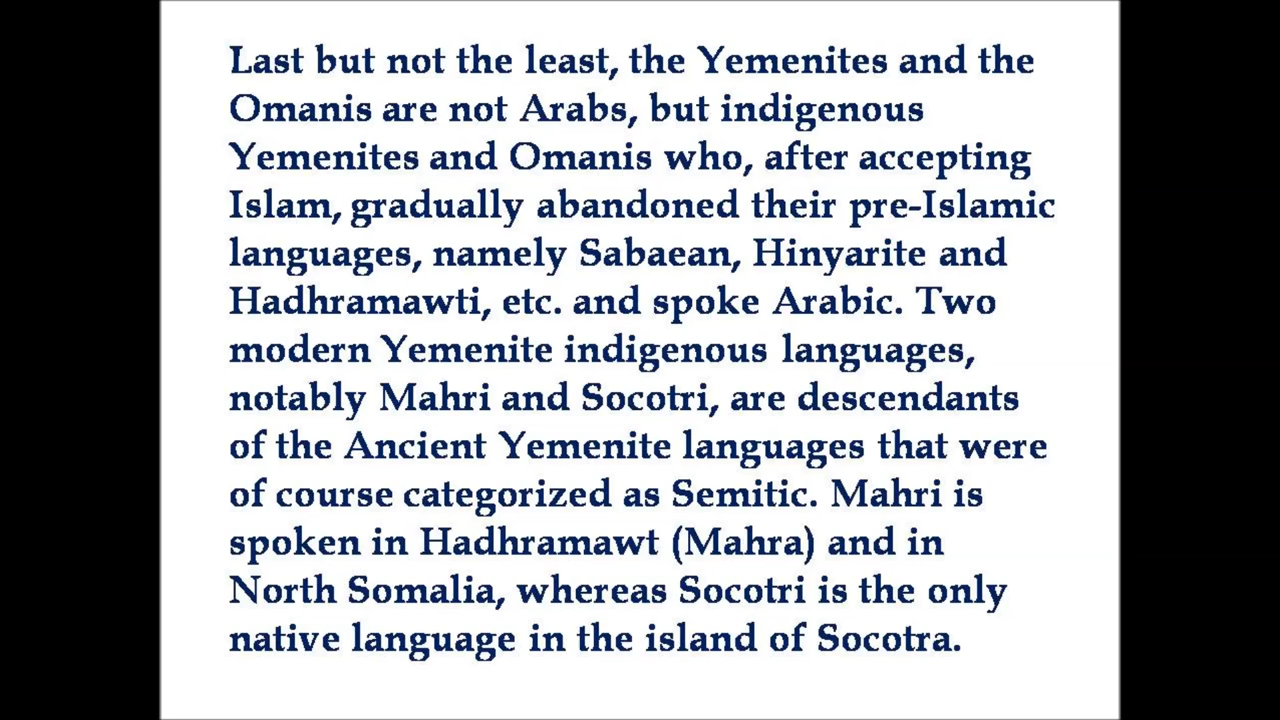 Last but not the least, the Yemenites and the
Omanis are not Arabs, but indigenous
Yemenites and Omanis who, after accepting
Islam, gradually abandoned their pre-Islamic
languages, namely Sabaean, Hinyarite and
Hadhramawti, etc. and spoke Arabic. Two
modern Yemenite indigenous languages,
notably Mahri and Socotri, are descendants
of the Ancient Yemenite languages that were
of course categorized as Semitic. Mahri is
spoken in Hadhramawt (Mahra) and in
North Somalia, whereas Socotri is the only
native language in the island of Socotra.